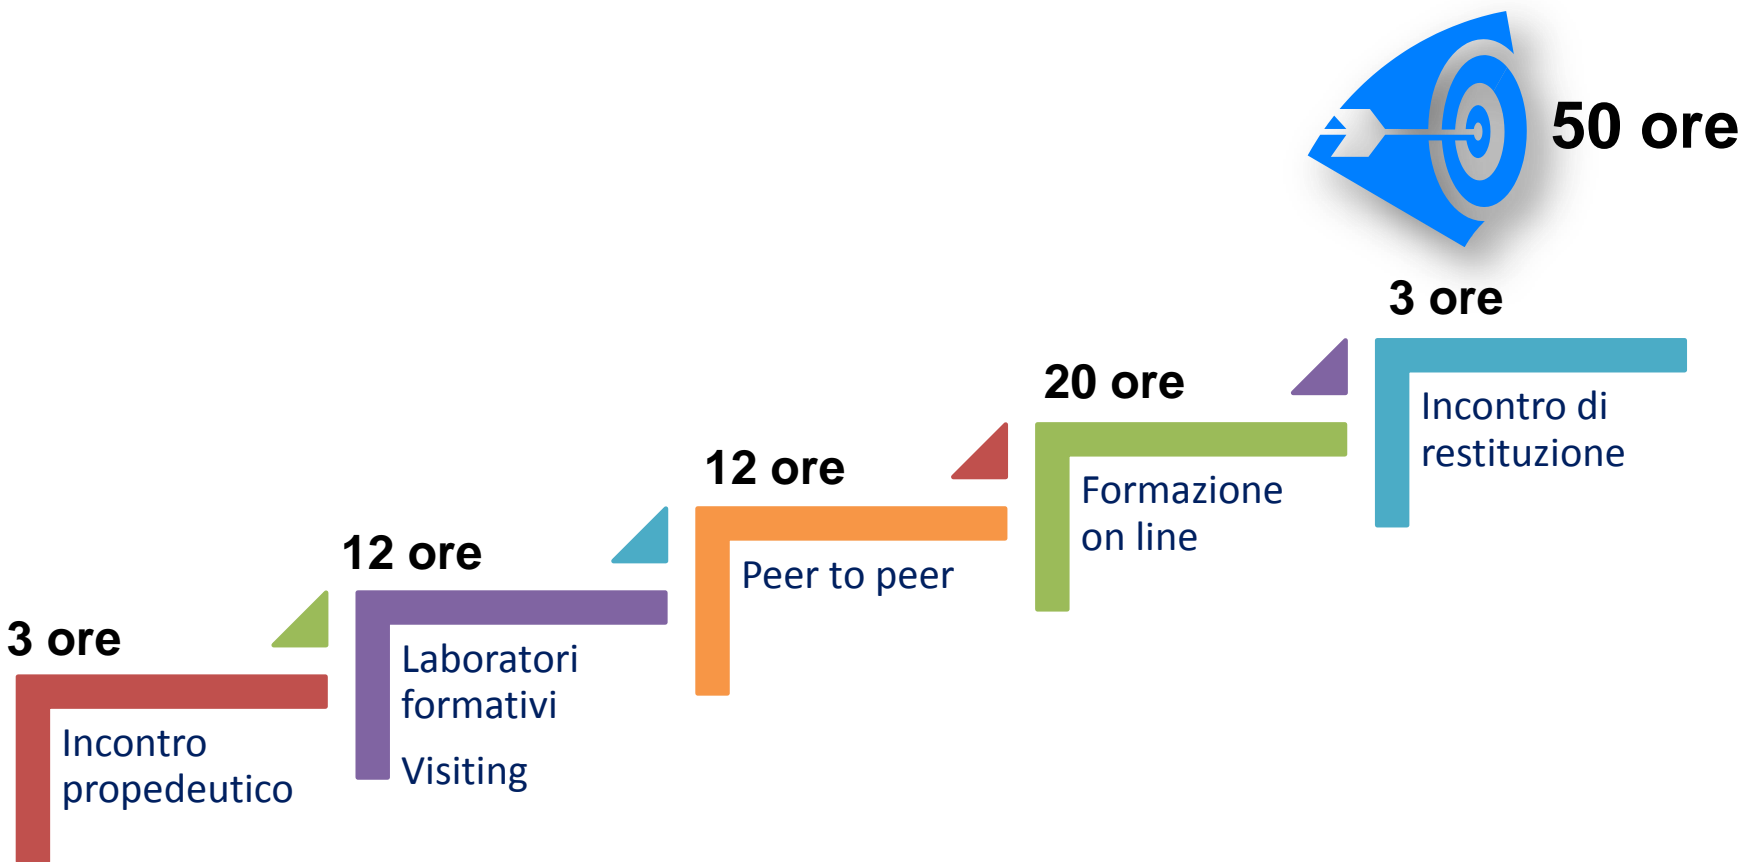 50 ore
3 ore
Incontro
propedeutico
12 ore
Laboratori
formativi
Visiting
12 ore
Peer to peer
20 ore
Formazione
on line
3 ore
Incontro di
restituzione